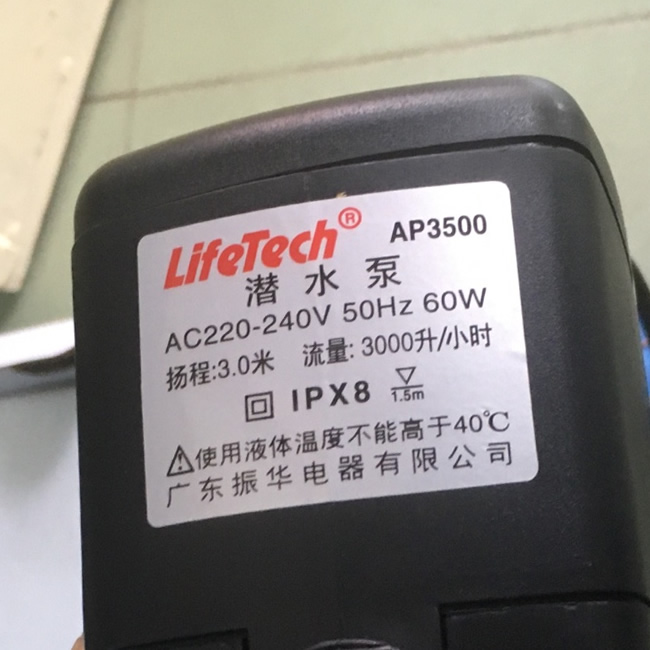 LifeTech® AP3500
潜水泵
AC220-240V 50Hz 60W
扬程:3.0米 流量:3000升/小时
IPX8 1.5m
使用液体温度不能高于40℃
广东振华电器有限公司